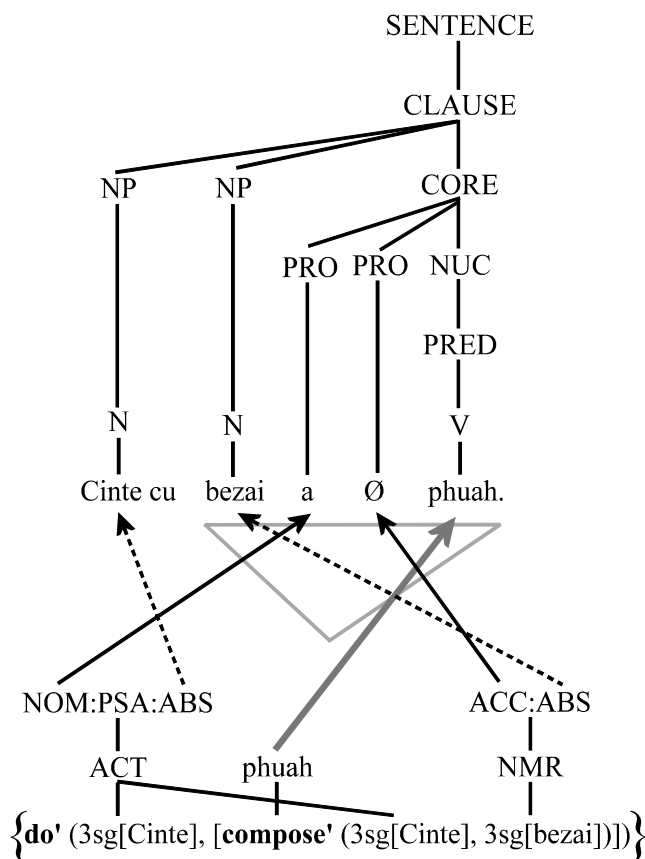 SENTENCE
CLAUSE
NP NP CORE
PRO PRO NUC
PRED
N N V
Cinte cu bezai a Ø phuah.
NOM:PSA:ABS ACC:ABS
ACT phuah NMR
{do' (3sg[Cinte], [compose' (3sg[Cinte], 3sg[bezai])])}